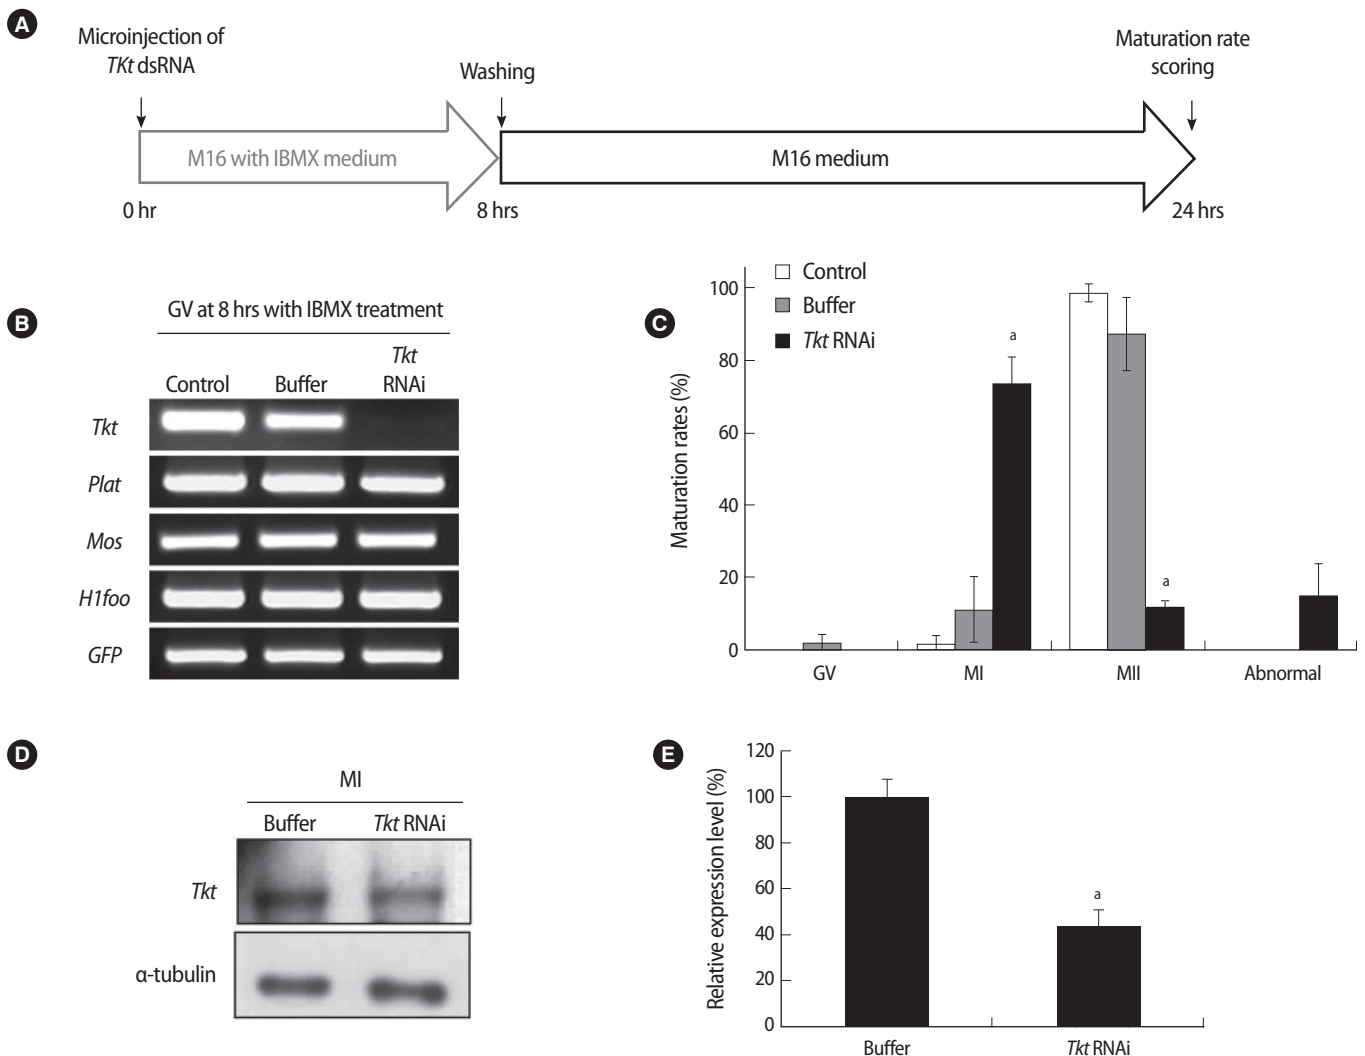 A
Microinjection of
TKt dsRNA
Washing
Maturation rate
scoring
M16 with IBMX medium
M16 medium
0 hr
8 hrs
24 hrs
B
GV at 8 hrs with IBMX treatment
Control
Buffer
Tkt
RNAi
Tkt
Plat
Mos
H1foo
GFP
C
Control
Buffer
Tkt RNAi
Maturation rates (%)
100
80
60
40
20
0
a
a
GV
MI
MII
Abnormal
D
MI
Buffer
Tkt RNAi
Tkt
α-tubulin
E
Relative expression level (%)
120
100
80
60
40
20
0
a
Buffer
Tkt RNAi